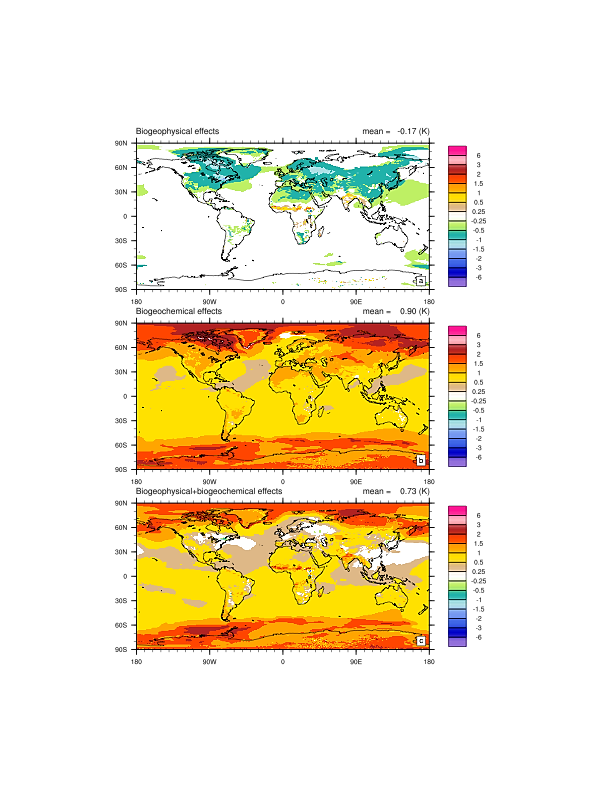 Biogeophysical effects mean = -0.17 (K)
90N
60N
30N
0
30S
60S
90S
180 90W 0 90E 180
a
6
3
2
1.5
1
0.5
0.25
-0.25
-0.5
-1
-1.5
-2
-3
-6
Biogeochemical effects mean = 0.90 (K)
90N
60N
30N
0
30S
60S
90S
180 90W 0 90E 180
b
6
3
2
1.5
1
0.5
0.25
-0.25
-0.5
-1
-1.5
-2
-3
-6
Biogeophysical+biogeochemical effects mean = 0.73 (K)
90N
60N
30N
0
30S
60S
90S
180 90W 0 90E 180
c
6
3
2
1.5
1
0.5
0.25
-0.25
-0.5
-1
-1.5
-2
-3
-6